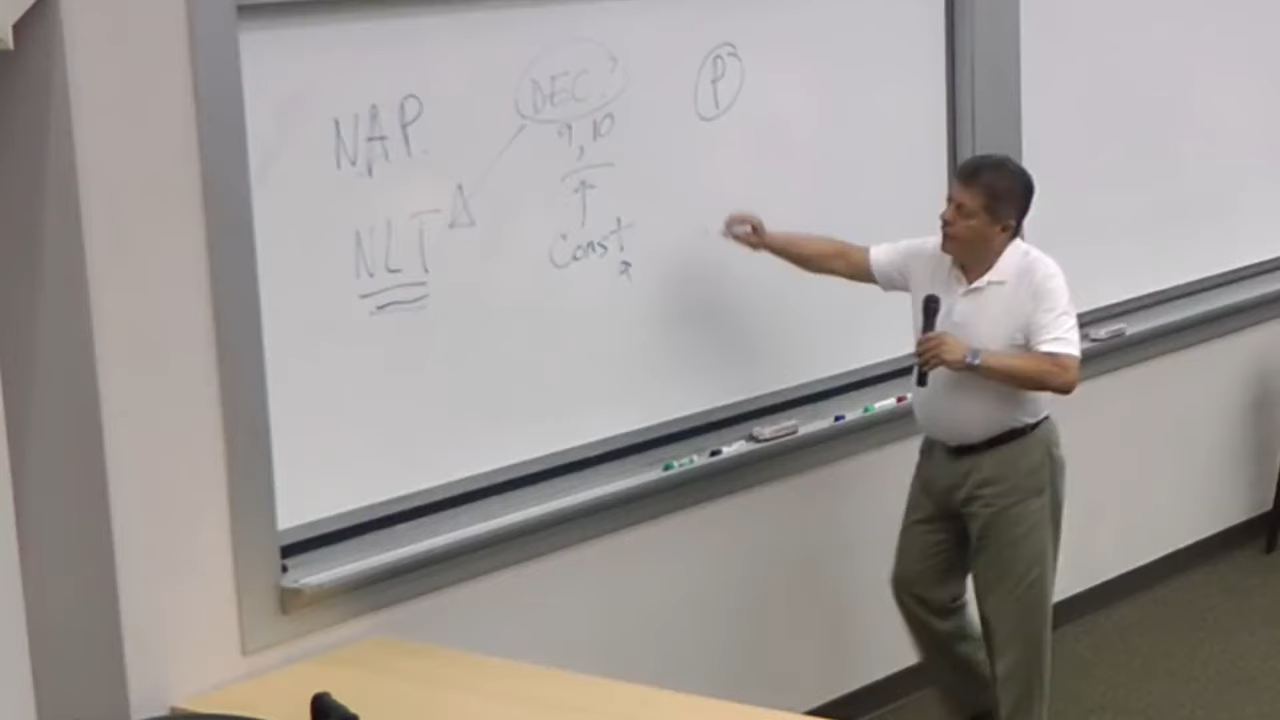 NAP.
NLT Δ
DEC.
9, 10
↑
Const
P